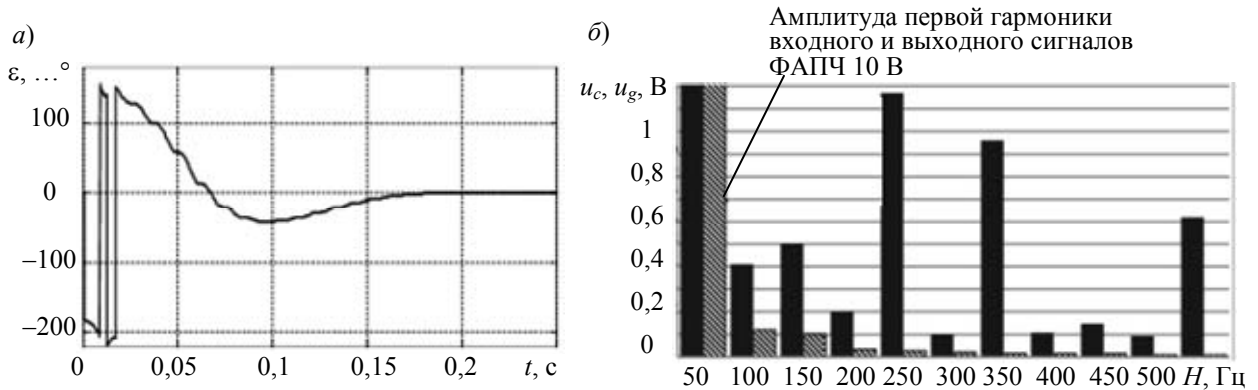 а)
ε, ...°
100
0
–100
–200
0
0,05
0,1
0,15
0,2
t, с
б)
Амплитуда первой гармоники
входного и выходного сигналов
ФАПЧ 10 В
u_c, u_g, В
1
0,8
0,6
0,4
0,2
0
50 100 150 200 250 300 350 400 450 500 H, Гц